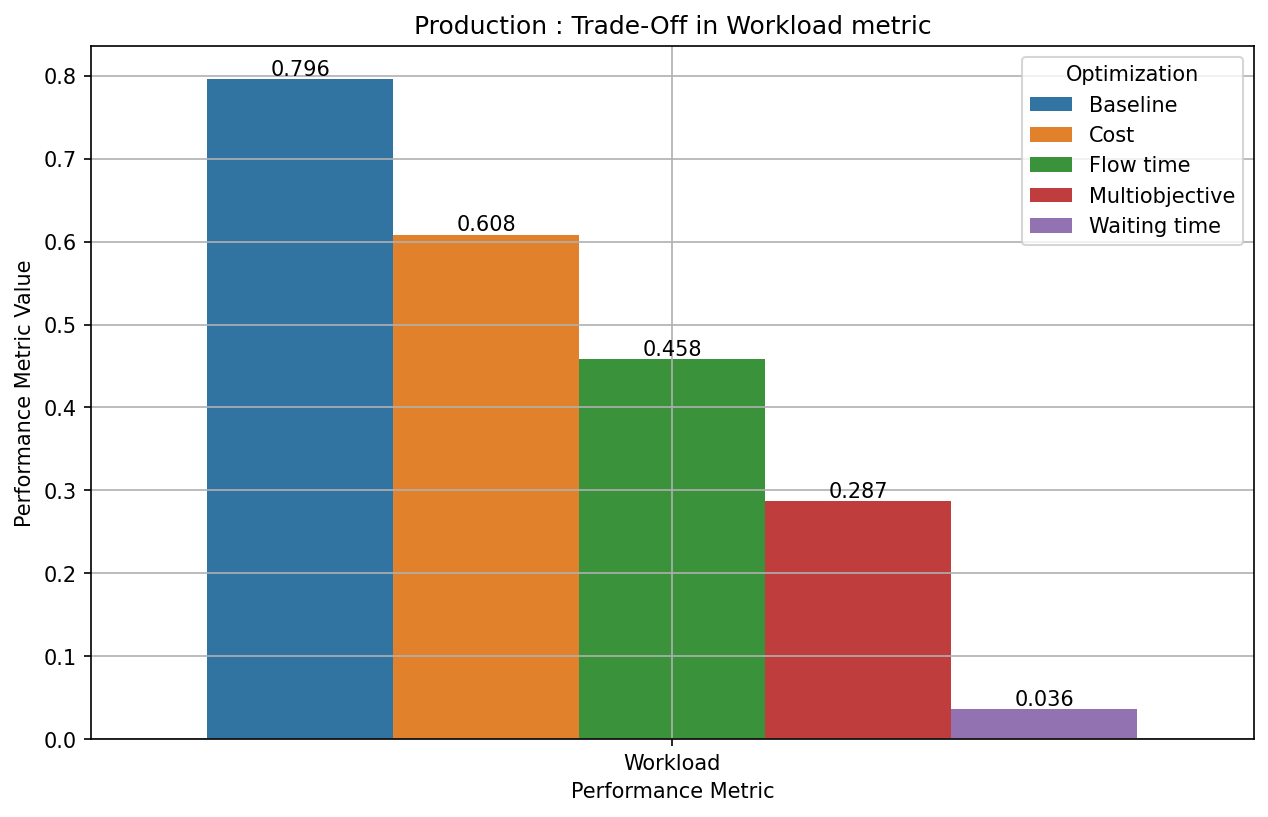 Production : Trade-Off in Workload metric
Optimization
Baseline
Cost
Flow time
Multiobjective
Waiting time
Performance Metric Value
0.8
0.7
0.6
0.5
0.4
0.3
0.2
0.1
0.0
0.796
0.608
0.458
0.287
0.036
Workload
Performance Metric